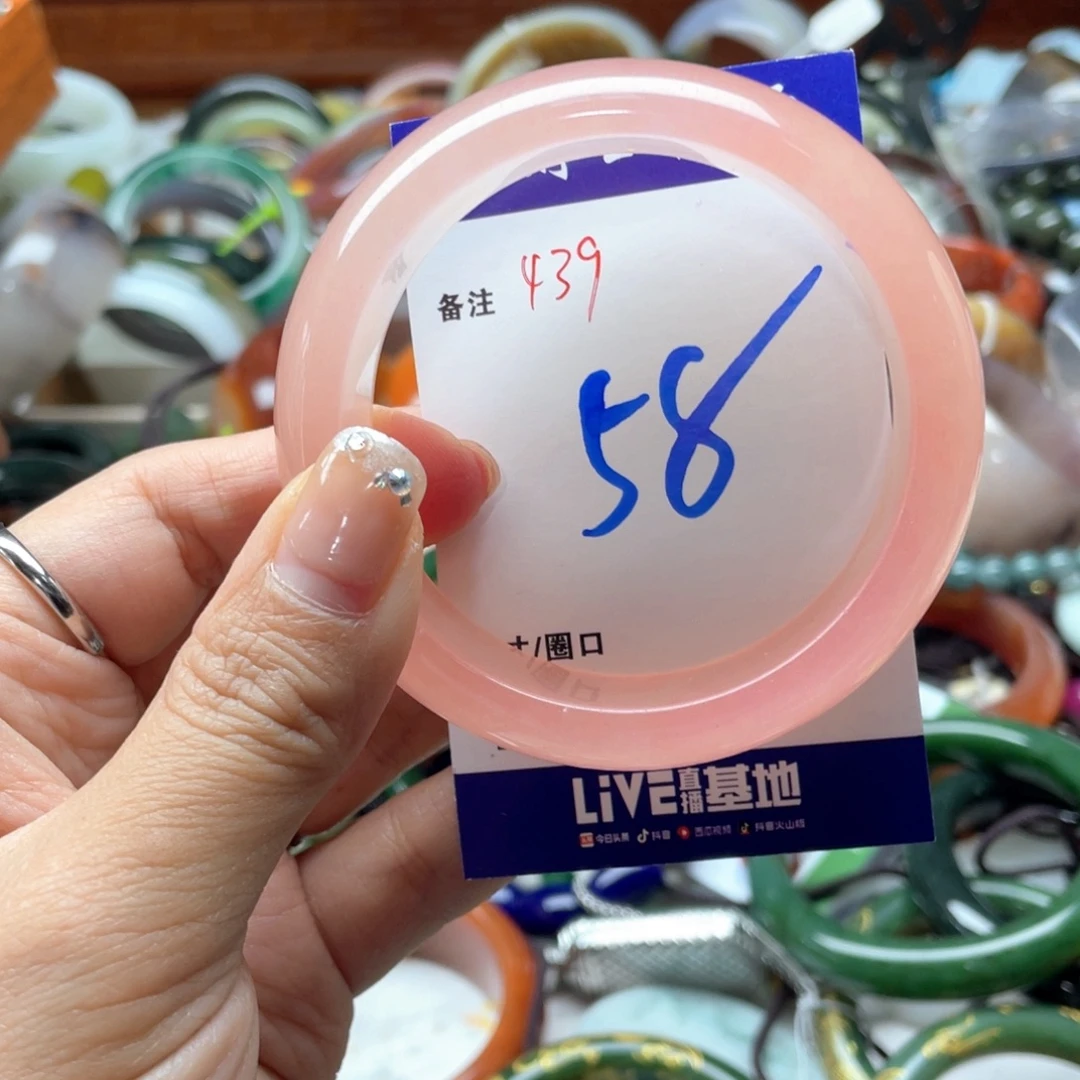 备注 439
58
寸/圈口
LiVE直播基地
今日头条 抖音 西瓜视频 抖音火山版